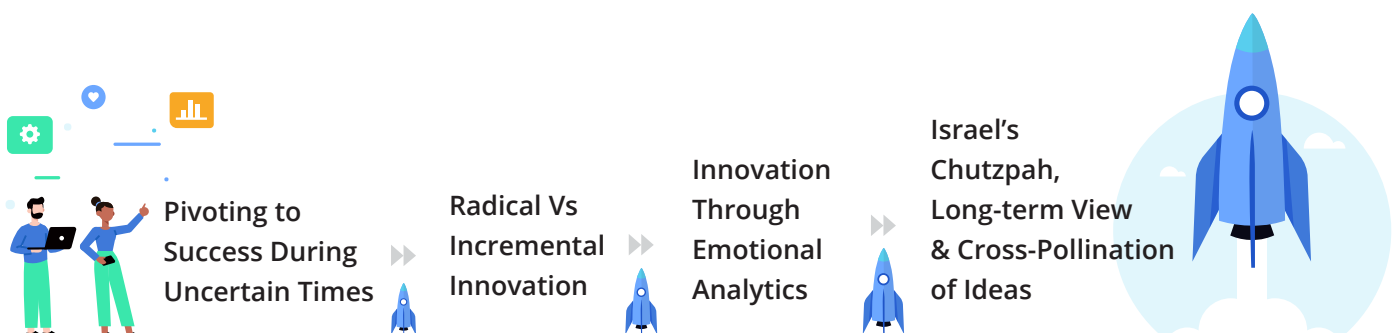 Pivoting to
Success During
Uncertain Times
Radical Vs
Incremental
Innovation
Innovation
Through
Emotional
Analytics
Israel’s
Chutzpah,
Long-term View
& Cross-Pollination
of Ideas